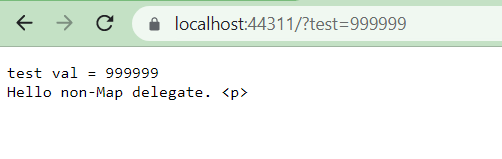 localhost:44311/?test=999999
test val = 999999
Hello non-Map delegate. <p>